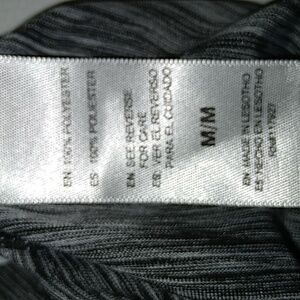 EN: 100% POLYESTER
ES: 100% POLIESTER
EN: SEE REVERSE
FOR CARE
ES: VER EL REVERSO
PARA EL CUIDADO
M/M
EN: MADE IN LESOTHO
ES: HECHO EN LESOTHO